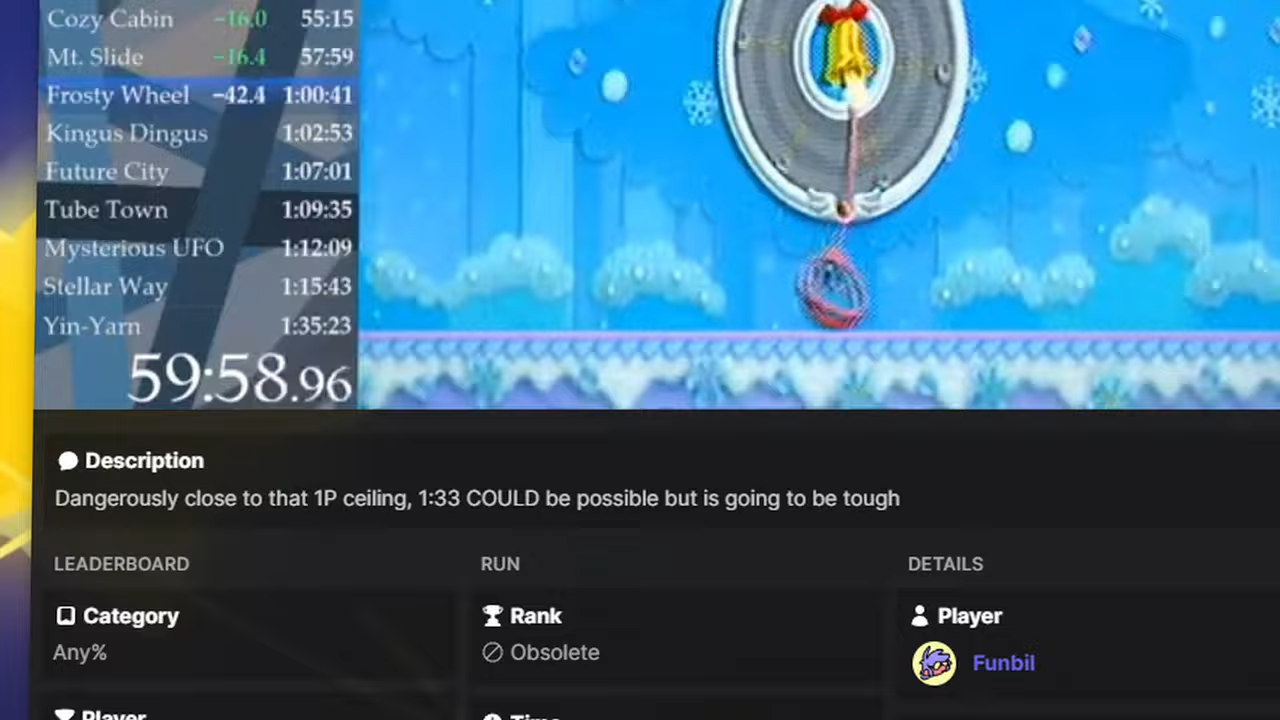 Cozy Cabin −16.0 55:15
Mt. Slide −16.4 57:59
Frosty Wheel −42.4 1:00:41
Kingus Dingus 1:02:53
Future City 1:07:01
Tube Town 1:09:35
Mysterious UFO 1:12:09
Stellar Way 1:15:43
Yin-Yarn 1:35:23
59:58.96
Description
Dangerously close to that 1P ceiling, 1:33 COULD be possible but is going to be tough
LEADERBOARD RUN DETAILS
Category Rank Player
Any% Obsolete Funbil
Player Time